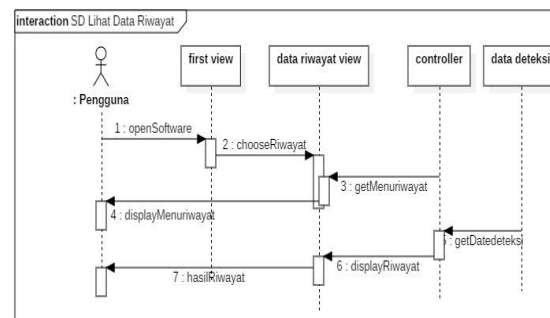 interaction SD Lihat Data Riwayat
first view
data riwayat view
controller
data deteksi
: Pengguna
1 : openSoftware
2 : chooseRiwayat
3 : getMenuriwayat
4 : displayMenuriwayat
5 : getDatedeteksi
6 : displayRiwayat
7 : hasilRiwayat